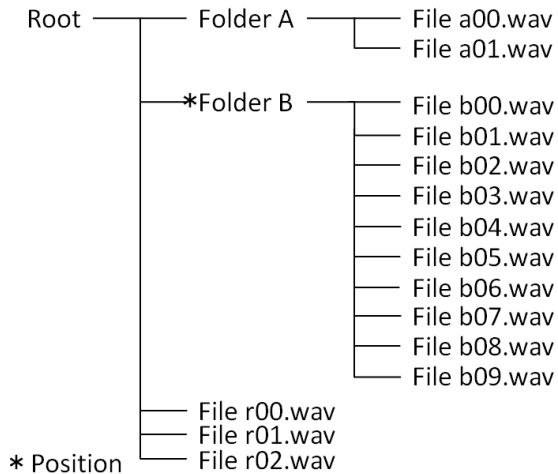 Root Folder A File a00.wav
File a01.wav
*Folder B File b00.wav
File b01.wav
File b02.wav
File b03.wav
File b04.wav
File b05.wav
File b06.wav
File b07.wav
File b08.wav
File b09.wav
File r00.wav
File r01.wav
File r02.wav
* Position